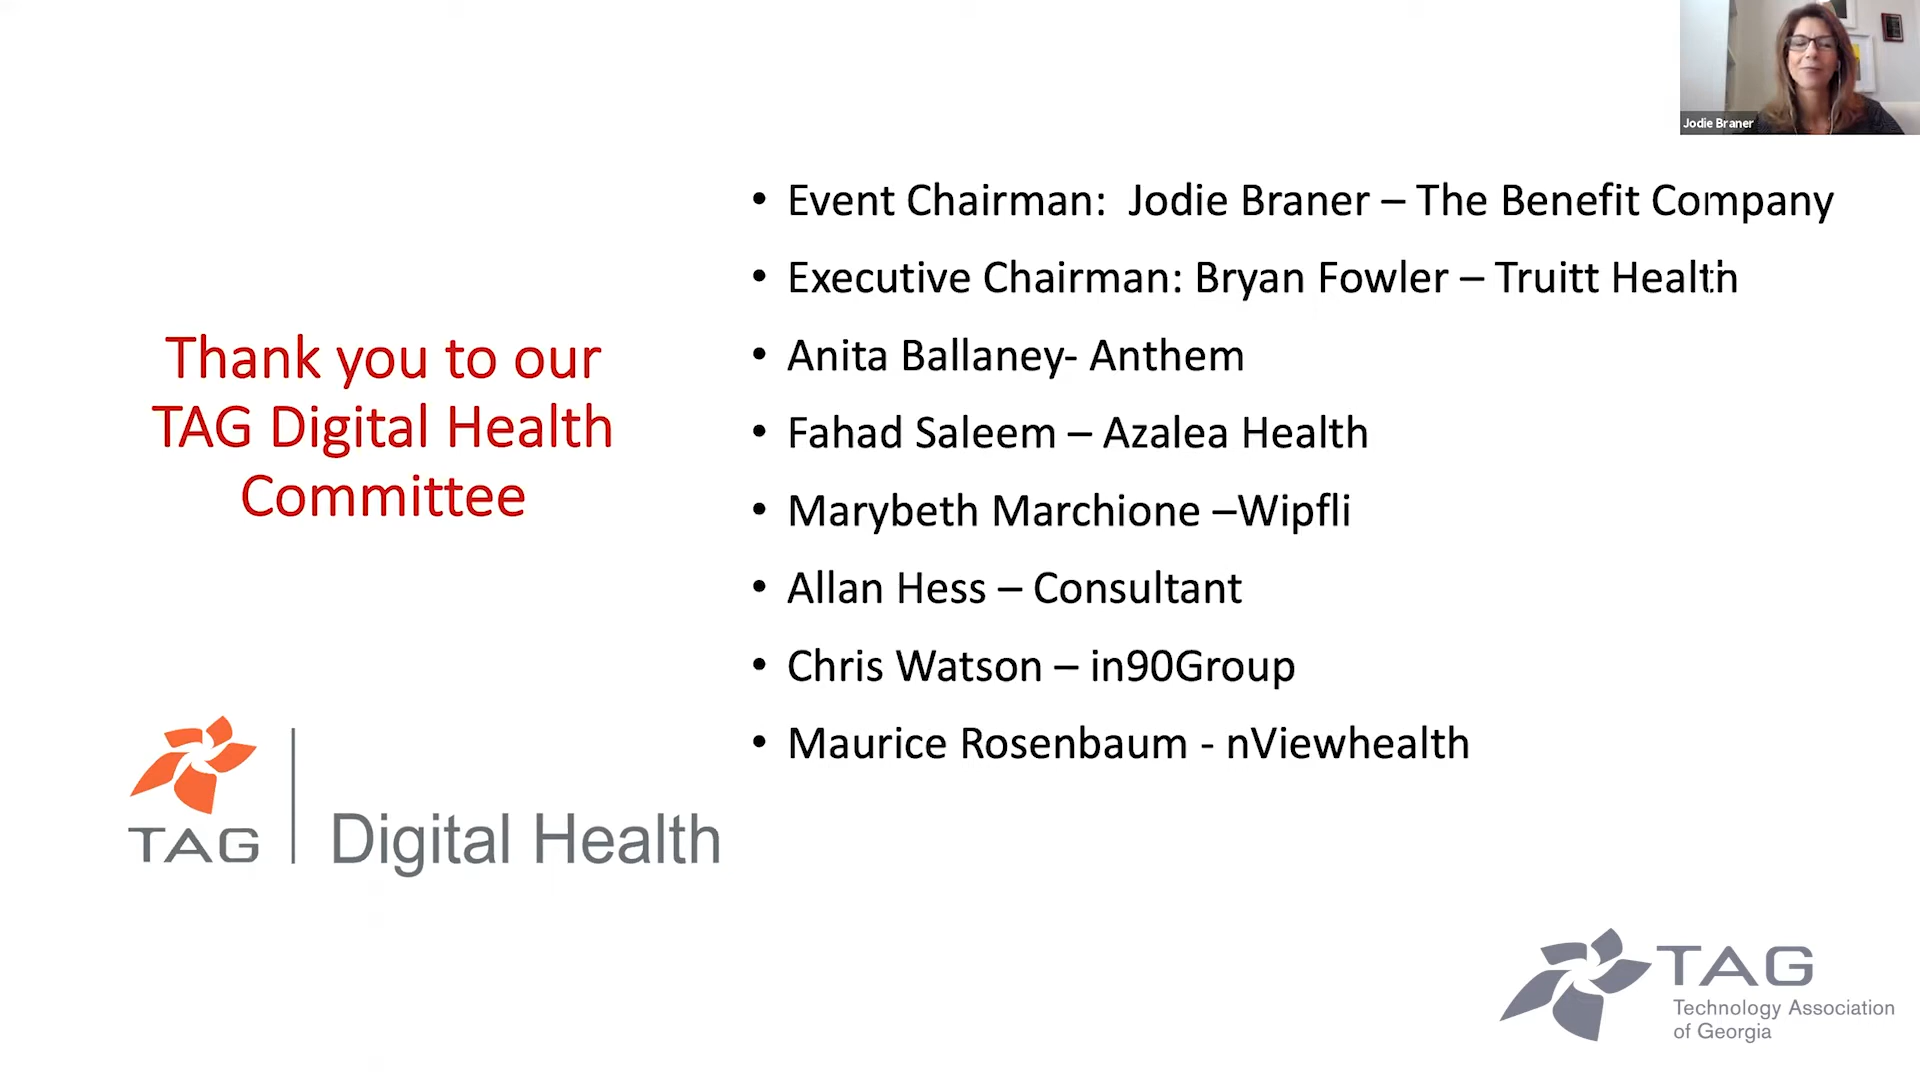 Jodie Braner
Thank you to our
TAG Digital Health
Committee
• Event Chairman:  Jodie Braner – The Benefit Company
• Executive Chairman: Bryan Fowler – Truitt Health
• Anita Ballaney- Anthem
• Fahad Saleem – Azalea Health
• Marybeth Marchione –Wipfli
• Allan Hess – Consultant
• Chris Watson – in90Group
• Maurice Rosenbaum - nViewhealth
TAG
Digital Health
TAG
Technology Association
of Georgia